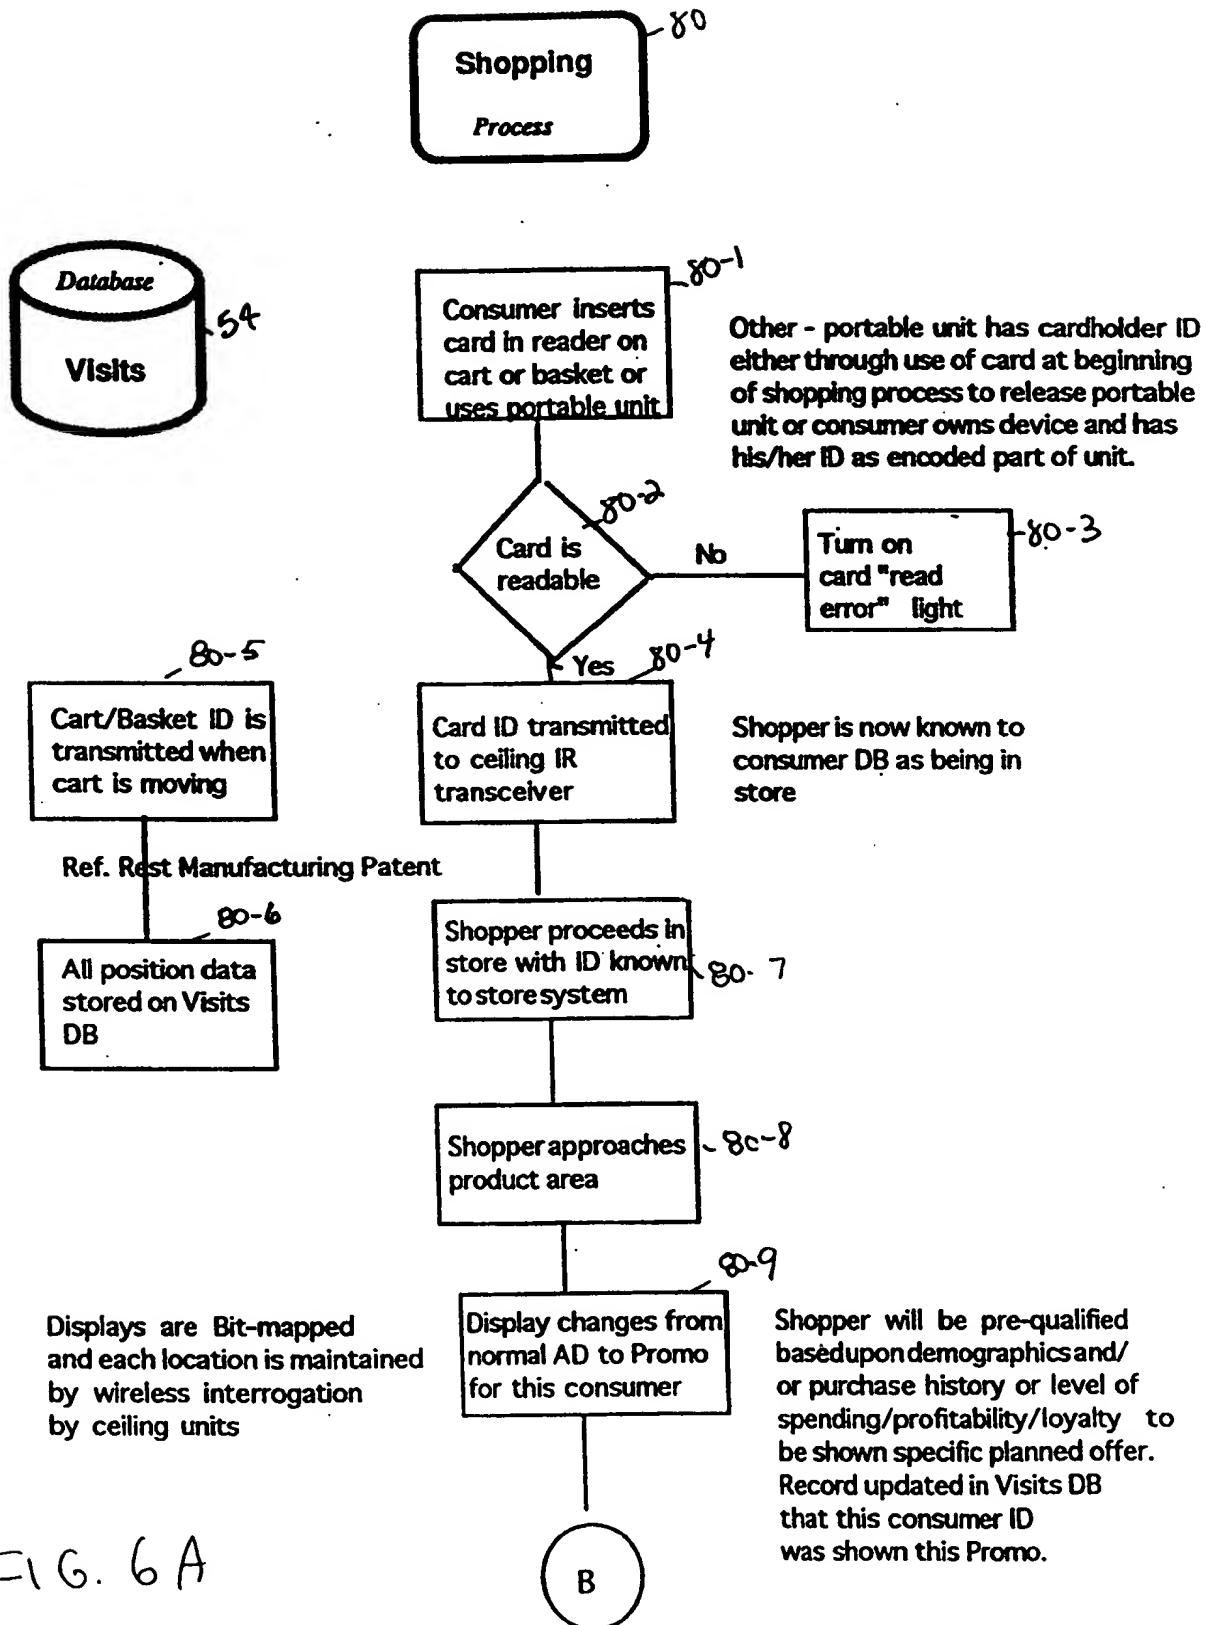 80
Shopping
Process
Database
Visits
54
80-1
Consumer inserts
card in reader on
cart or basket or
uses portable unit
Other - portable unit has cardholder ID
either through use of card at beginning
of shopping process to release portable
unit or consumer owns device and has
his/her ID as encoded part of unit.
80-2
Card is
readable
No
80-3
Turn on
card "read
error" light
Yes
80-5
Cart/Basket ID is
transmitted when
cart is moving
80-4
Card ID transmitted
to ceiling IR
transceiver
Shopper is now known to
consumer DB as being in
store
Ref. Rest Manufacturing Patent
80-6
All position data
stored on Visits
DB
Shopper proceeds in
store with ID known
to store system
80-7
Shopper approaches
product area
80-8
80-9
Displays are Bit-mapped
and each location is maintained
by wireless interrogation
by ceiling units
Display changes from
normal AD to Promo
for this consumer
Shopper will be pre-qualified
based upon demographics and/
or purchase history or level of
spending/profitability/loyalty to
be shown specific planned offer.
Record updated in Visits DB
that this consumer ID
was shown this Promo.
FIG. 6A
B